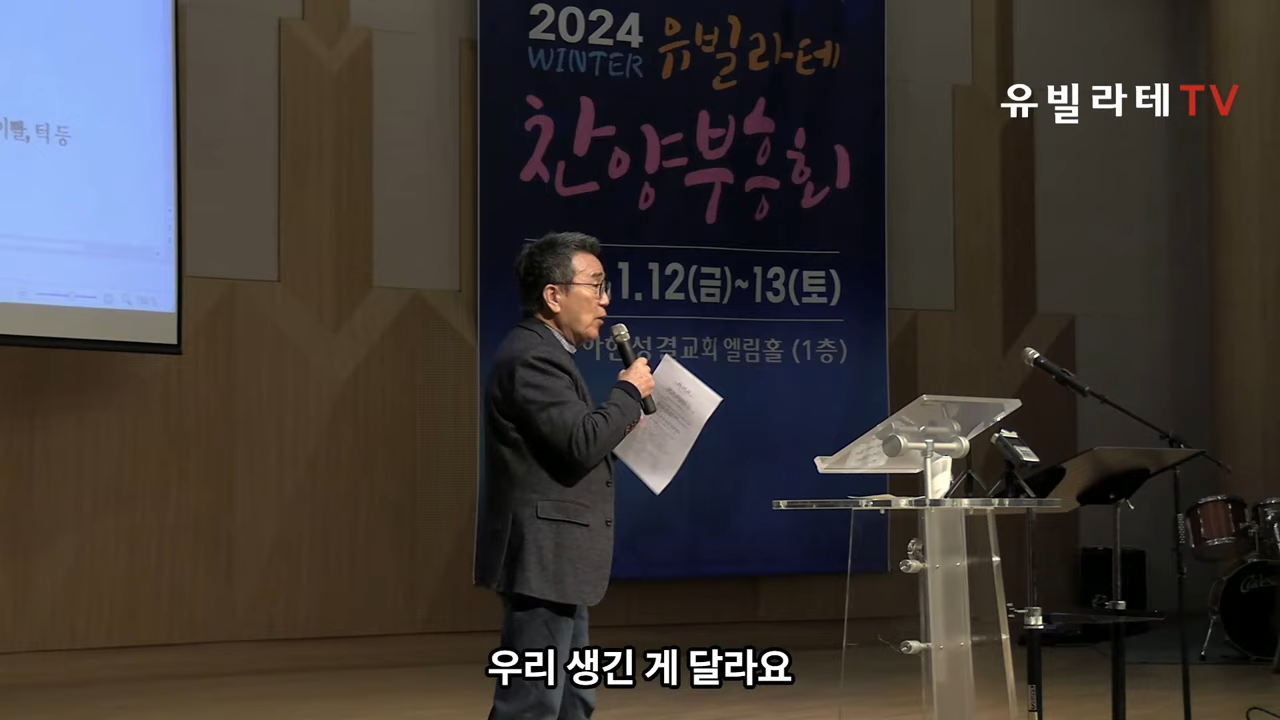 2024
WINTER 유빌라테
찬양부흥회
1.12(금)~13(토)
성결교회 엘림홀 (1층)
유빌라테TV
턱 등
우리 생긴 게 달라요